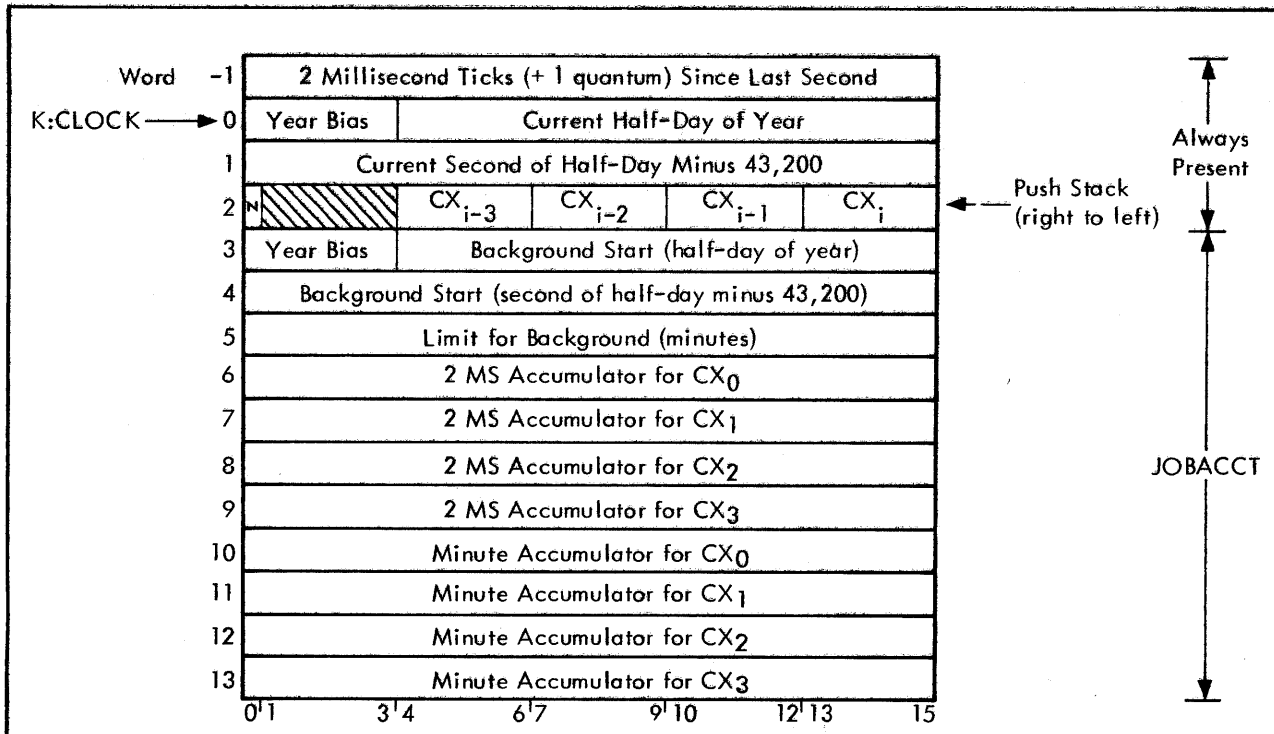 Word -1 2 Millisecond Ticks (+ 1 quantum) Since Last Second
K:CLOCK 0 Year Bias Current Half-Day of Year
Always
Present
1 Current Second of Half-Day Minus 43,200
2 N CXi-3 CXi-2 CXi-1 CXi
Push Stack
(right to left)
3 Year Bias Background Start (half-day of year)
4 Background Start (second of half-day minus 43,200)
5 Limit for Background (minutes)
6 2 MS Accumulator for CX0
7 2 MS Accumulator for CX1
8 2 MS Accumulator for CX2
JOBACCT
9 2 MS Accumulator for CX3
10 Minute Accumulator for CX0
11 Minute Accumulator for CX1
12 Minute Accumulator for CX2
13 Minute Accumulator for CX3
0 1 3 4 6 7 9 10 12 13 15